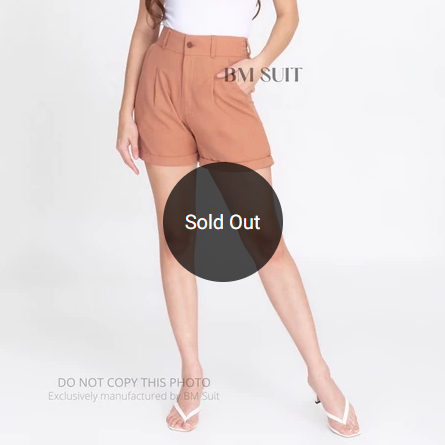 BM SUIT
Sold Out
DO NOT COPY THIS PHOTO
Exclusively manufactured by BM Suit